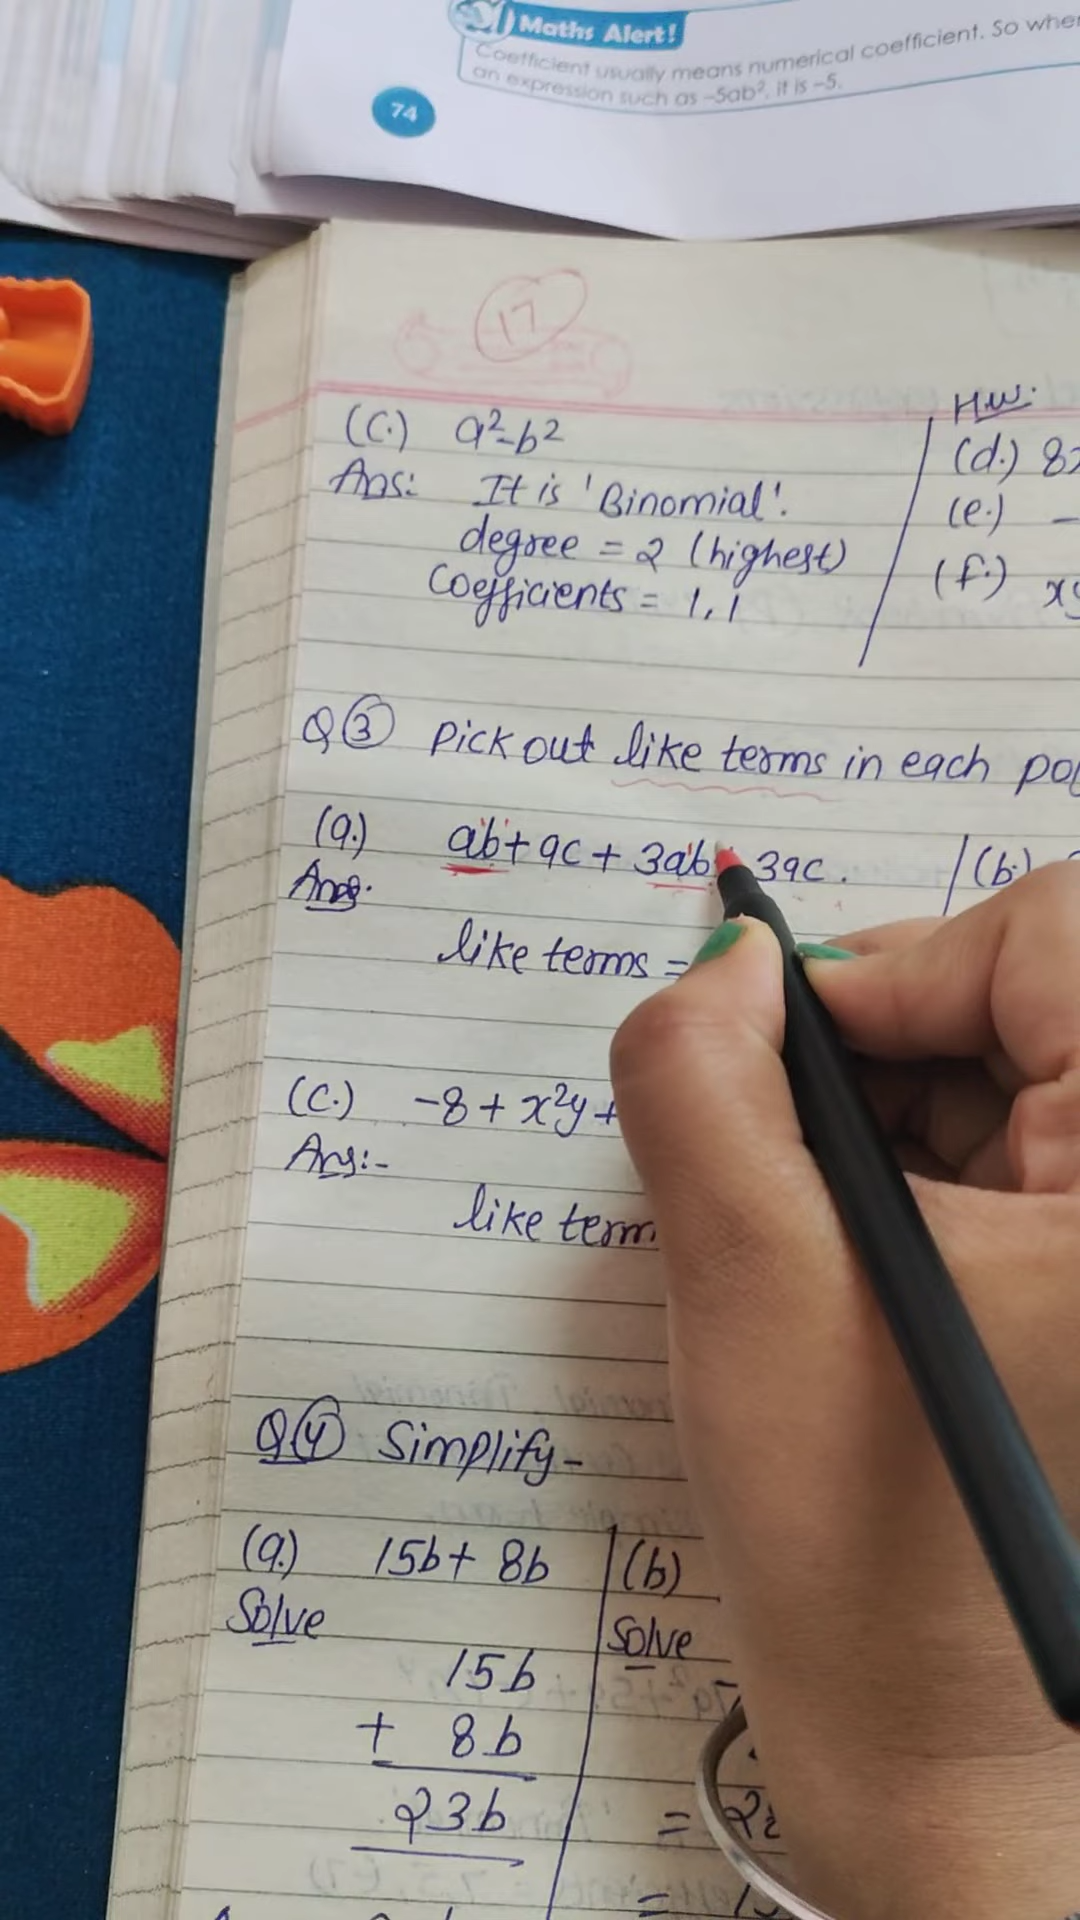 Maths Alert!
Coefficient usually means numerical coefficient. So whe
an expression such as -5ab², it is -5.
74
17
(C.) a²-b²
Ans: It is 'Binomial'.
degree = 2 (highest)
Coefficients = 1, 1
H.W:
(d.) 8x
(e.) -
(f.) xy
Q③ Pick out like terms in each po
(a.) ab + ac + 3ab 3ac.
Ans.
like terms =
(b.)
(C.) -8 + x²y +
Ans:-
like term
Q④ Simplify -
(a.) 15b + 8b
Solve
15b
+ 8b
23b
(b)
Solve